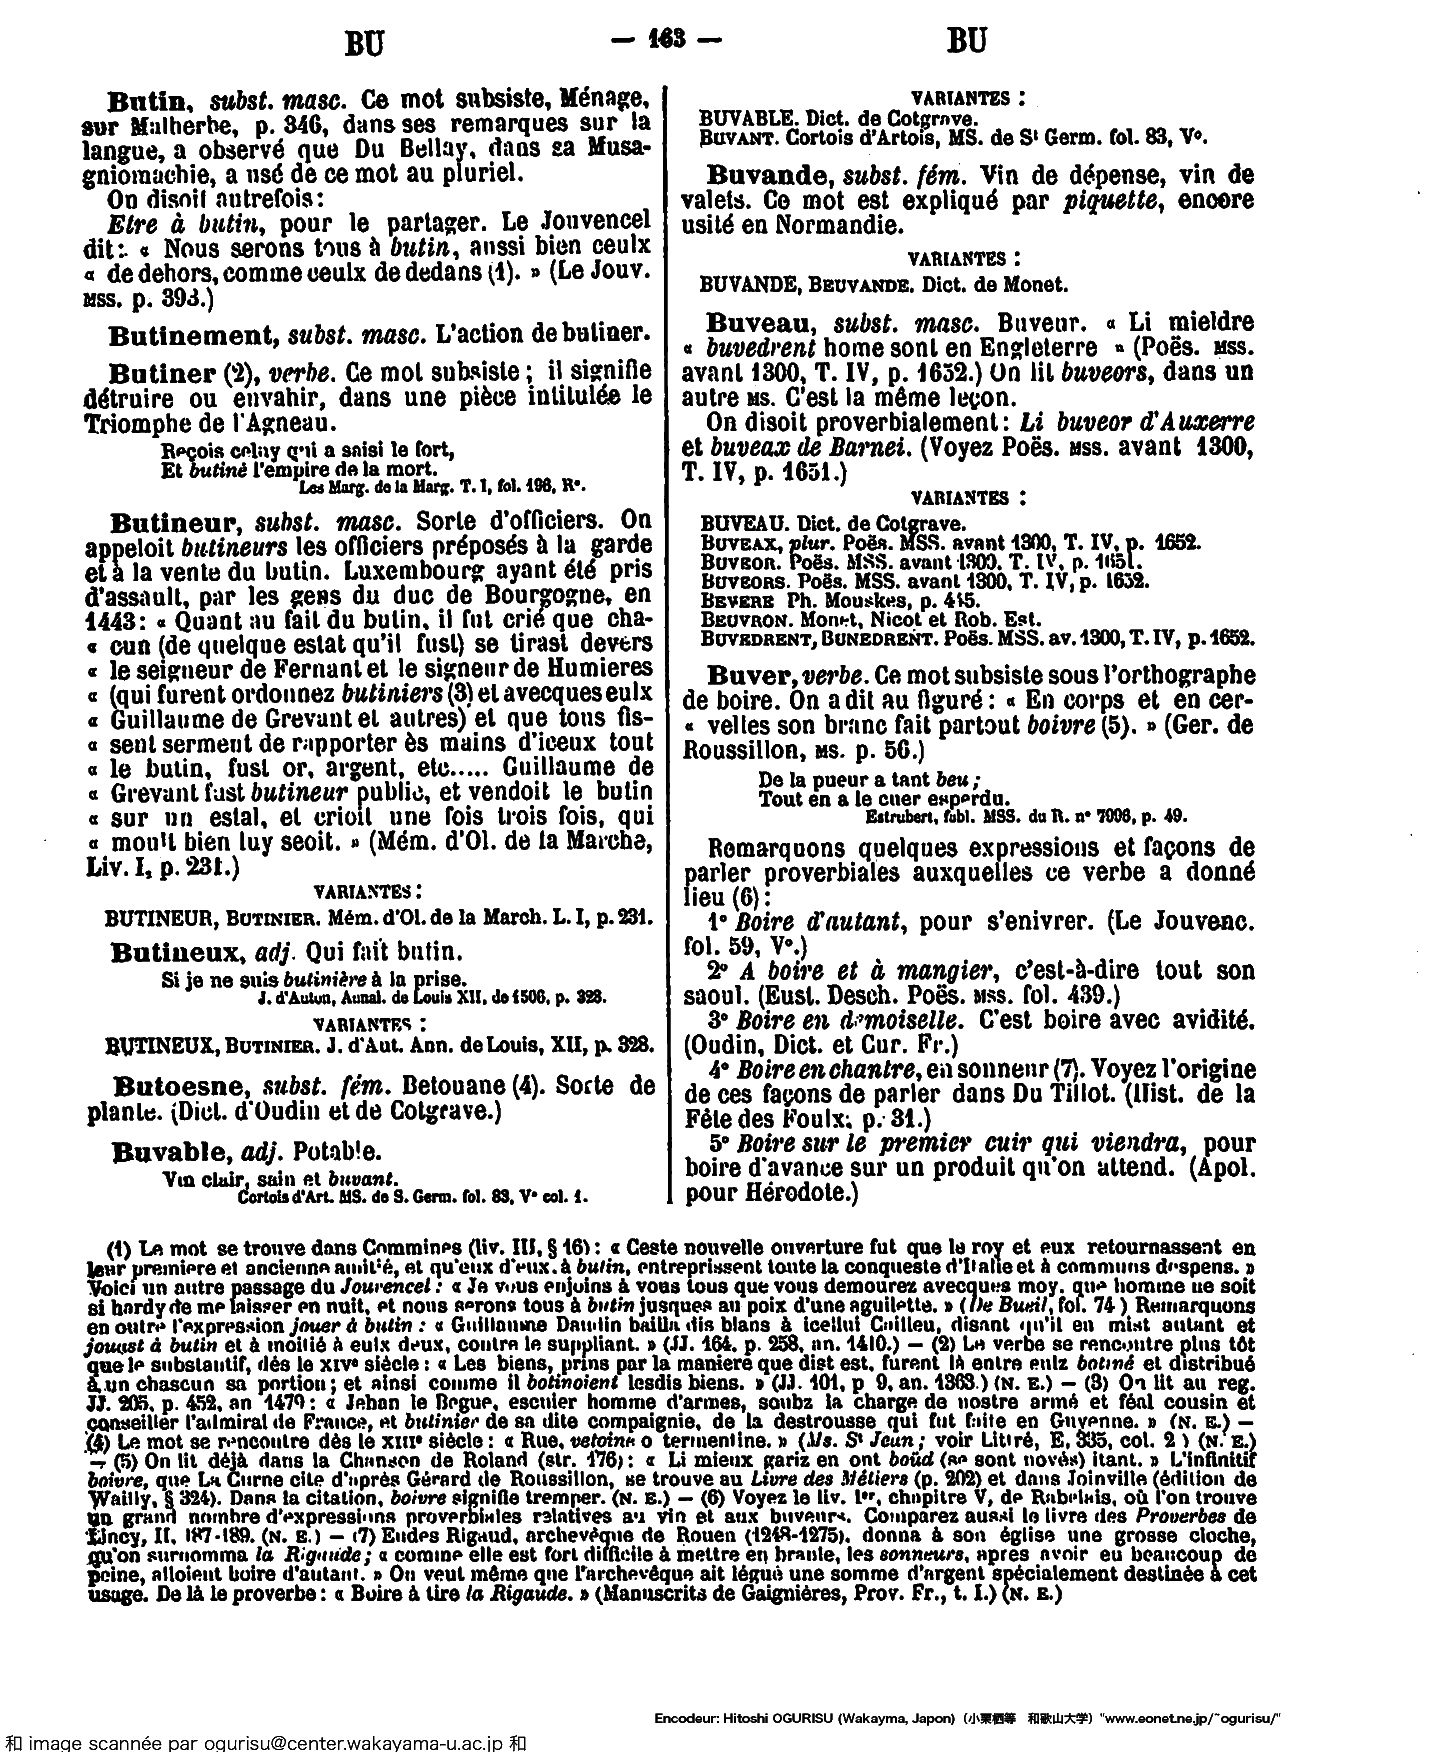 BU
— 163 —
BU
Butin, subst. masc. Ce mot subsiste, Ménage,
sur Malherbe, p. 346, dans ses remarques sur la
langue, a observé que Du Bellay, dans sa Musa-
gniomachie, a usé de ce mot au pluriel.
On disoit autrefois :
Etre à butin, pour le partager. Le Jouvencel
dit : « Nous serons tous à butin, aussi bien ceulx
« de dehors, comme ceulx de dedans (1). » (Le Jouv.
MSS. p. 393.)
Butinement, subst. masc. L'action de butiner.
Butiner (2), verbe. Ce mot subsiste ; il signifie
détruire ou envahir, dans une pièce intitulée le
Triomphe de l'Agneau.
Reçois celuy qui a saisi le fort,
Et butiné l'empire de la mort.
Les Marg. de la Marg. T. I, fol. 196, R°.
Butineur, subst. masc. Sorte d'officiers. On
appeloit butineurs les officiers préposés à la garde
et à la vente du butin. Luxembourg ayant été pris
d'assault, par les gens du duc de Bourgogne, en
1443 : « Quant au fait du butin, il fut crié que cha-
« cun (de quelque estat qu'il fust) se tirast devers
« le seigneur de Fernant et le signeur de Humieres
« (qui furent ordonnez butiniers (3) et avecques eulx
« Guillaume de Grevant et autres) et que tous fis-
« sent serment de rapporter ès mains d'iceux tout
« le butin, fust or, argent, etc..... Guillaume de
« Grevant fust butineur public, et vendoit le butin
« sur un estal, et crioit une fois trois fois, qui
« moult bien luy seoit. » (Mém. d'Ol. de la Marche,
Liv. I, p. 231.)
VARIANTES :
BUTINEUR, BUTINIER. Mém. d'Ol. de la March. L. I, p. 231.
Butineux, adj. Qui fait butin.
Si je ne suis butinière à la prise.
J. d'Auton, Annal. de Louis XII, de 1506, p. 328.
VARIANTES :
BUTINEUX, BUTINIER. J. d'Aut. Ann. de Louis, XII, p. 328.
Butoesne, subst. fém. Betouane (4). Sorte de
plante. (Dict. d'Oudin et de Cotgrave.)
Buvable, adj. Potable.
Vin clair, sain et buvant.
Cortois d'Art. MS. de S. Germ. fol. 83, V° col. 1.
VARIANTES :
BUVABLE. Dict. de Cotgrave.
BUVANT. Cortois d'Artois, MS. de St Germ. fol. 83, V°.
Buvande, subst. fém. Vin de dépense, vin de
valets. Ce mot est expliqué par piquette, encore
usité en Normandie.
VARIANTES :
BUVANDE, BEUVANDE. Dict. de Monet.
Buveau, subst. masc. Buveur. « Li mieldre
« buvedrent home sont en Engleterre » (Poës. MSS.
avant 1300, T. IV, p. 1652.) On lit buveors, dans un
autre MS. C'est la même leçon.
On disoit proverbialement : Li buveor d'Auxerre
et buveax de Barnei. (Voyez Poës. MSS. avant 1300,
T. IV, p. 1651.)
VARIANTES :
BUVEAU. Dict. de Cotgrave.
BUVEAX, plur. Poës. MSS. avant 1300, T. IV, p. 1652.
BUVEOR. Poës. MSS. avant 1300, T. IV, p. 1651.
BUVEORS. Poës. MSS. avant 1300, T. IV, p. 1652.
BEVERE Ph. Mouskes, p. 415.
BEUVRON. Monet, Nicot et Rob. Est.
BUVEDRENT, BUNEDRENT. Poës. MSS. av. 1300, T. IV, p. 1652.
Buver, verbe. Ce mot subsiste sous l'orthographe
de boire. On a dit au figuré : « En corps et en cer-
« velles son branc fait partout boivre (5). » (Ger. de
Roussillon, MS. p. 56.)
De la pueur a tant beu ;
Tout en a le cuer esperdu.
Estrubert, fabl. MSS. du R. n° 7996, p. 49.
Remarquons quelques expressions et façons de
parler proverbiales auxquelles ce verbe a donné
lieu (6) :
1° Boire d'autant, pour s'enivrer. (Le Jouvenc.
fol. 59, V°.)
2° A boire et à mangier, c'est-à-dire tout son
saoul. (Eust. Desch. Poës. MSS. fol. 439.)
3° Boire en demoiselle. C'est boire avec avidité.
(Oudin, Dict. et Cur. Fr.)
4° Boire en chantre, en sonneur (7). Voyez l'origine
de ces façons de parler dans Du Tillot. (Hist. de la
Fête des Foulx, p. 31.)
5° Boire sur le premier cuir qui viendra, pour
boire d'avance sur un produit qu'on attend. (Apol.
pour Hérodote.)
(1) Le mot se trouve dans Commines (liv. III, § 16) : « Ceste nouvelle ouverture fut que le roy et eux retournassent en
leur premiere et ancienne amitié, et qu'eux d'eux à butin, entreprissent toute la conqueste d'Italie et à communs despens. »
Voici un autre passage du Jouvencel : « Je vous enjoins à vous tous que vous demourez avecques moy, que homme ne soit
si hardy de me laisser en nuit, et nous serons tous à butin jusques au poix d'une aguilette. » (De Bueil, fol. 74 ) Remarquons
en outre l'expression jouer à butin : « Guillaume Dandin bailla dis blans à icellui Cailleu, disant qu'il en mist autant et
jouast à butin et à moitié à eulx deux, contre le suppliant. » (JJ. 164, p. 258, an. 1410.) — (2) Le verbe se rencontre plus tôt
que le substantif, dès le XIVe siècle : « Les biens, prins par la maniere que dist est, furent là entre eulz botiné et distribué
à un chascun sa portion ; et ainsi comme il botinoient lesdis biens. » (JJ. 101, p 9, an. 1363.) (N. E.) — (3) On lit au reg.
JJ. 205, p. 452, an 1479 : « Jehan le Begue, escuier homme d'armes, soubz la charge de nostre armé et féal cousin et
conseiller l'admiral de France, et butinier de sa dite compaignie, de la destrousse qui fut faite en Guyenne. » (N. E.) —
(4) Le mot se rencontre dès le XIIIe siècle : « Rue, vetoine o termentine. » (Ms. St Jean ; voir Littré, E, 335, col. 2 ) (N. E.)
— (5) On lit déjà dans la Chanson de Roland (str. 176) : « Li mieux gariz en ont boüd (se sont novés) itant. » L'infinitif
boivre, que La Curne cite d'après Gérard de Roussillon, se trouve au Livre des Métiers (p. 202) et dans Joinville (édition de
Wailly, § 324). Dans la citation, boivre signifie tremper. (N. E.) — (6) Voyez le liv. Ier, chapitre V, de Rabelais, où l'on trouve
un grand nombre d'expressions proverbiales relatives au vin et aux buveurs. Comparez aussi le livre des Proverbes de
Lincy, II, 187-189. (N. E.) — (7) Eudes Rigaud, archevêque de Rouen (1248-1275), donna à son église une grosse cloche,
qu'on surnomma la Rigaude ; « comme elle est fort difficile à mettre en branle, les sonneurs, apres avoir eu beaucoup de
peine, alloient boire d'autant. » On veut même que l'archevêque ait légué une somme d'argent spécialement destinée à cet
usage. De là le proverbe : « Boire à tire la Rigaude. » (Manuscrits de Gaignières, Prov. Fr., t. I.) (N. E.)
Encodeur: Hitoshi OGURISU (Wakayma, Japon) (小栗栖等 和歌山大学) "www.eonet.ne.jp/~ogurisu/"
和 image scannée par ogurisu@center.wakayama-u.ac.jp 和